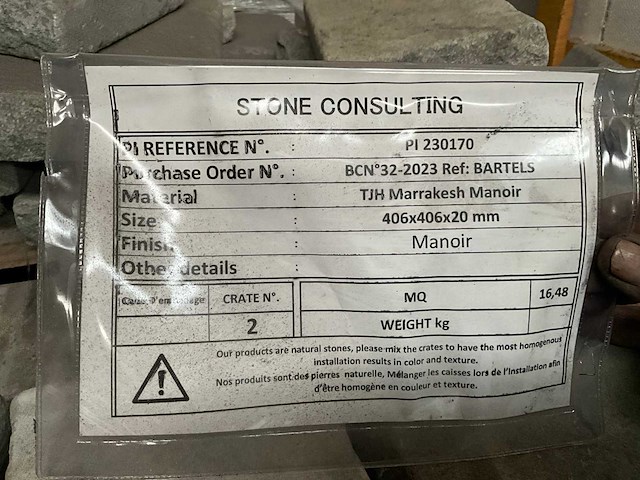 STONE CONSULTING
PI REFERENCE N°. : PI 230170
Purchase Order N°. : BCN°32-2023 Ref: BARTELS
Material : TJH Marrakesh Manoir
Size : 406x406x20 mm
Finish : Manoir
Other details :
CRATE N°. MQ 16,48
2 WEIGHT kg
Our products are natural stones, please mix the crates to have the most homogenous
installation results in color and texture.
Nos produits sont des pierres naturelle, Mélanger les caisses lors de l'installation afin
d'être homogène en couleur et texture.